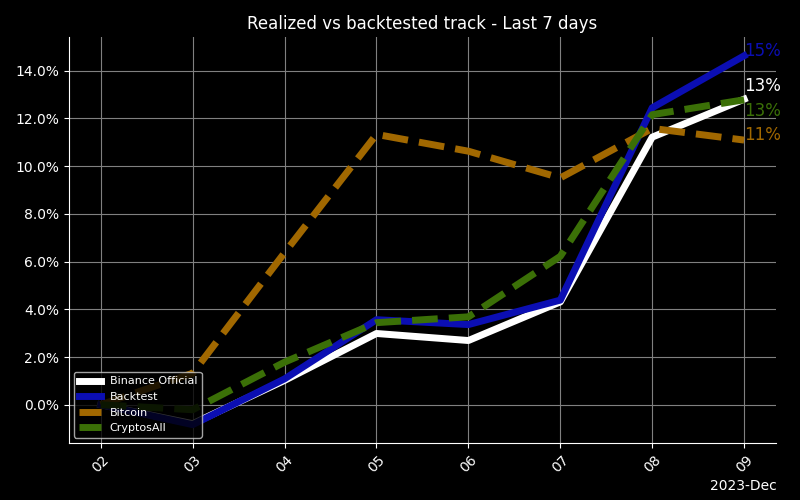 Realized vs backtested track - Last 7 days
15%
14.0%
13%
12.0%
13%
11%
10.0%
8.0%
6.0%
4.0%
2.0%
0.0%
Binance Official
Backtest
Bitcoin
CryptosAll
02 03 04 05 06 07 08 09
2023-Dec